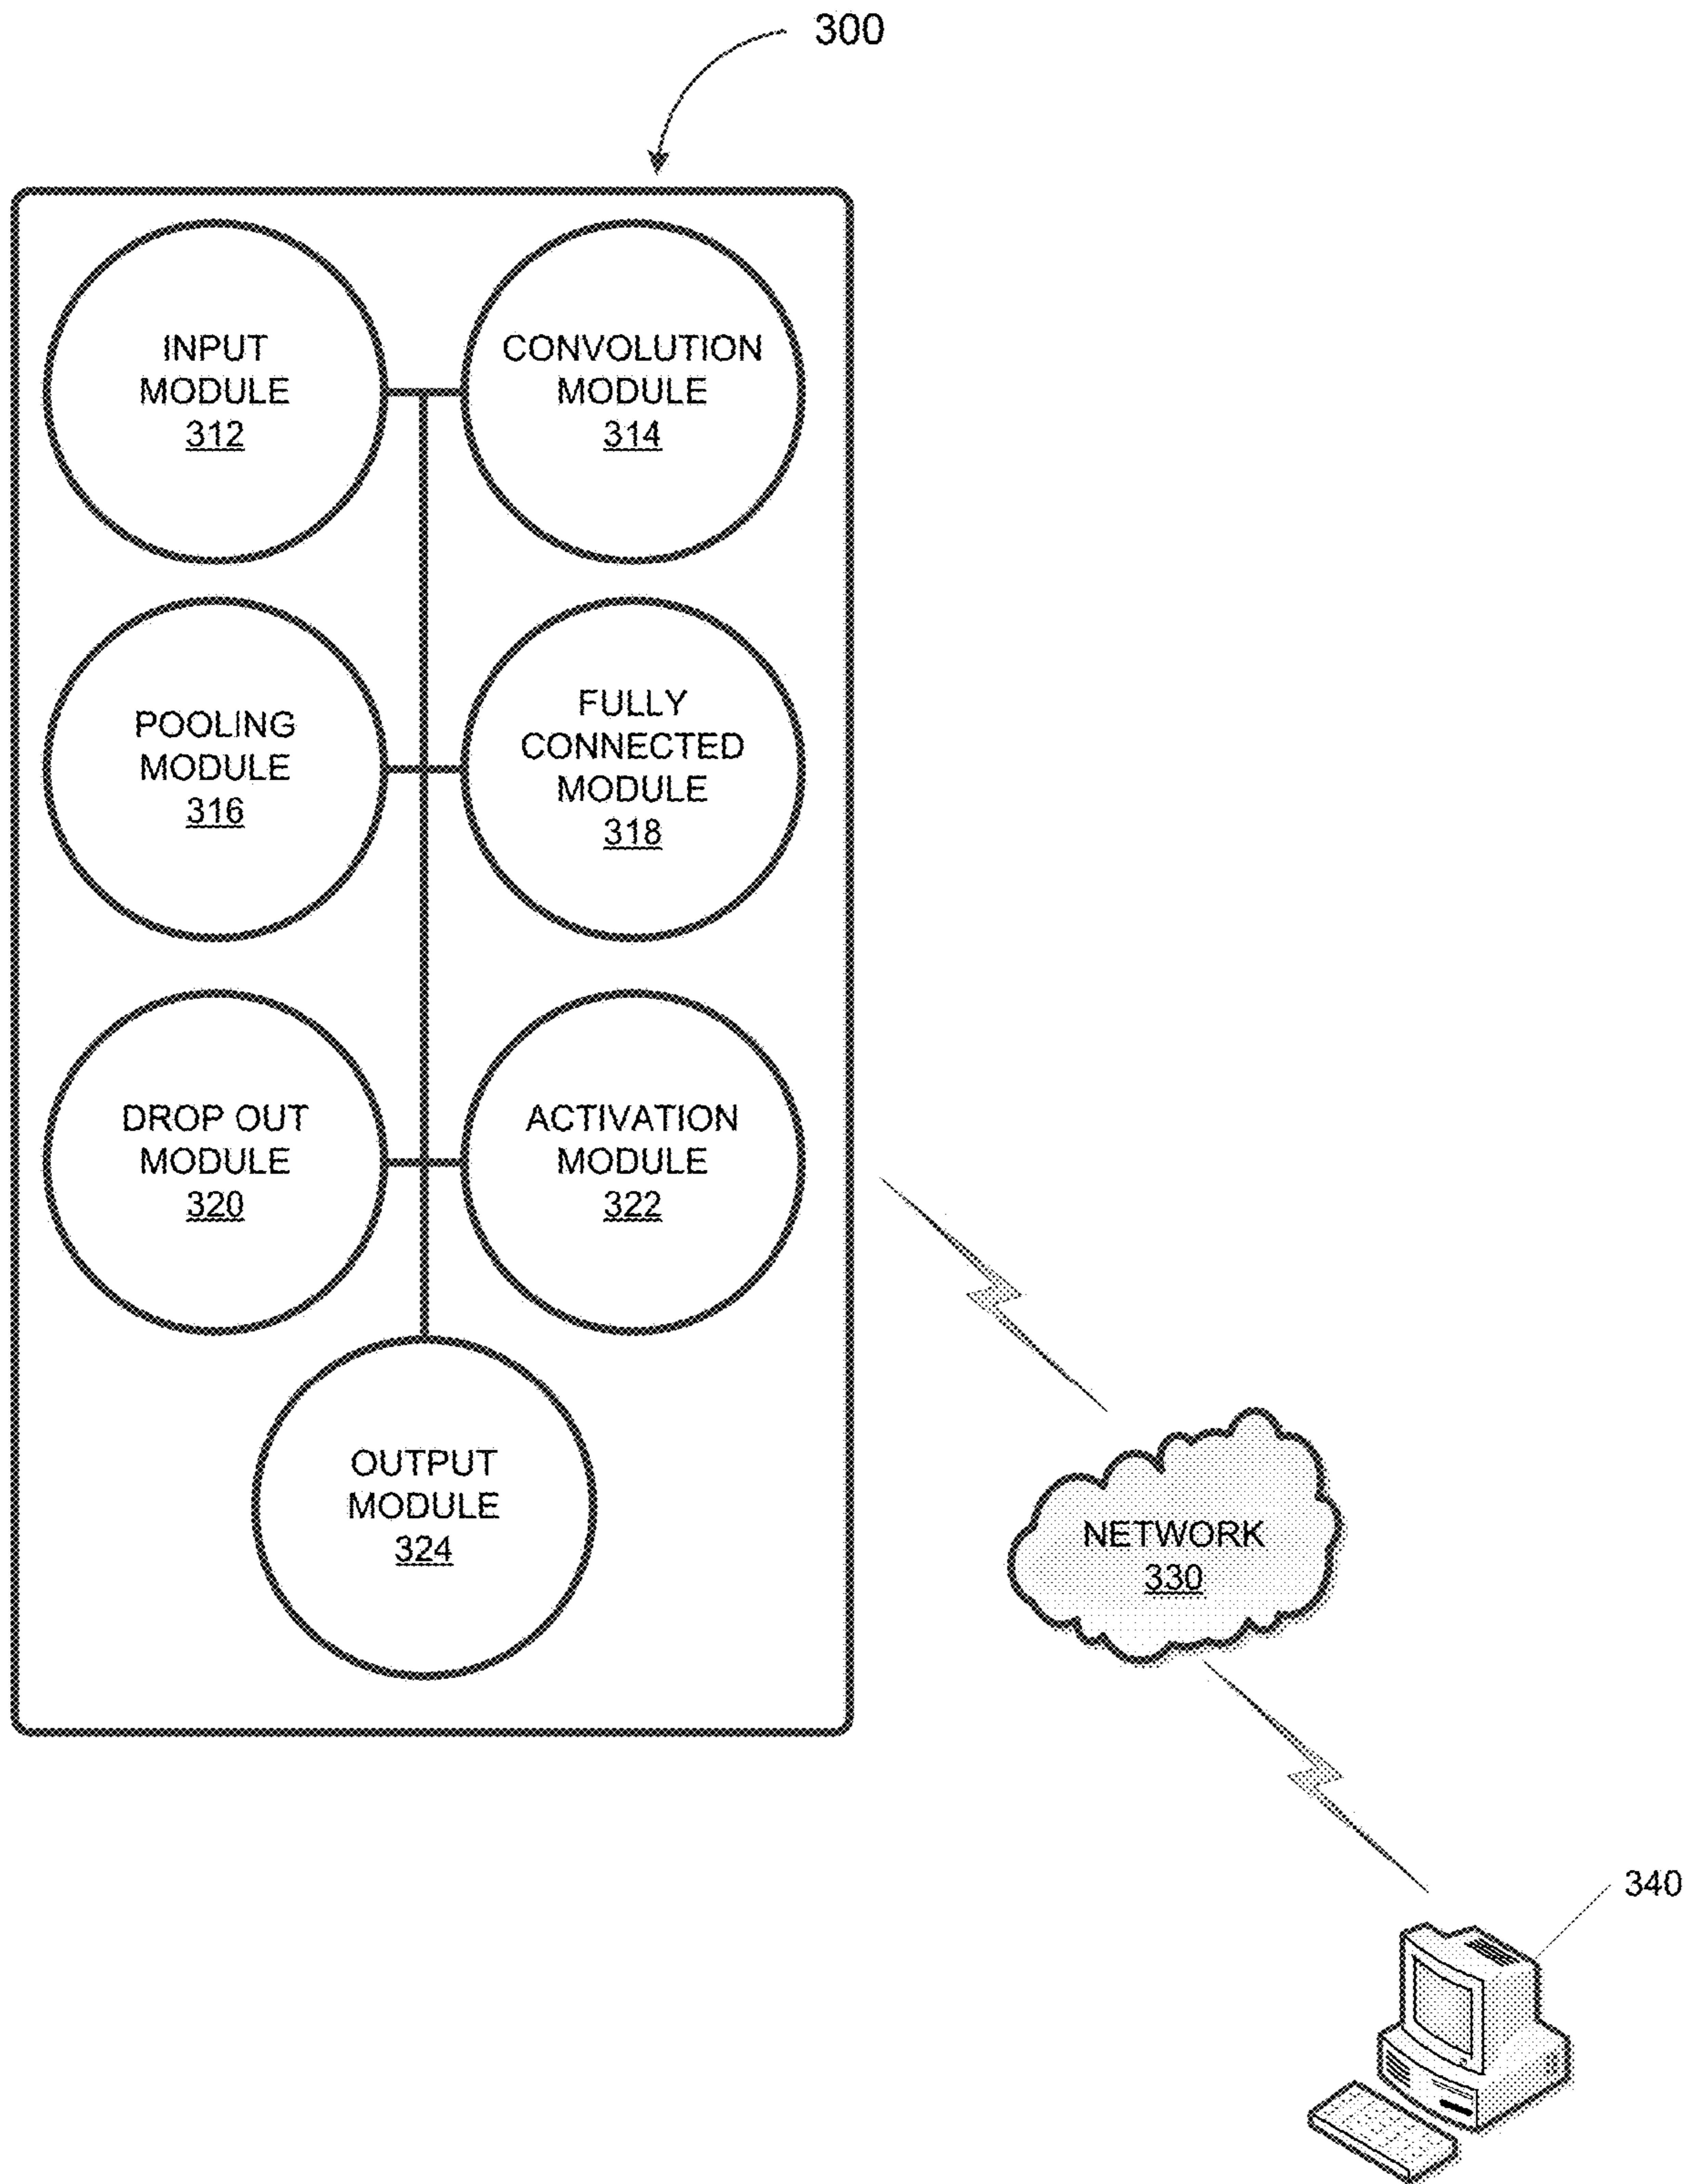 300
INPUT
MODULE
312
CONVOLUTION
MODULE
314
POOLING
MODULE
316
FULLY
CONNECTED
MODULE
318
DROP OUT
MODULE
320
ACTIVATION
MODULE
322
OUTPUT
MODULE
324
NETWORK
330
340